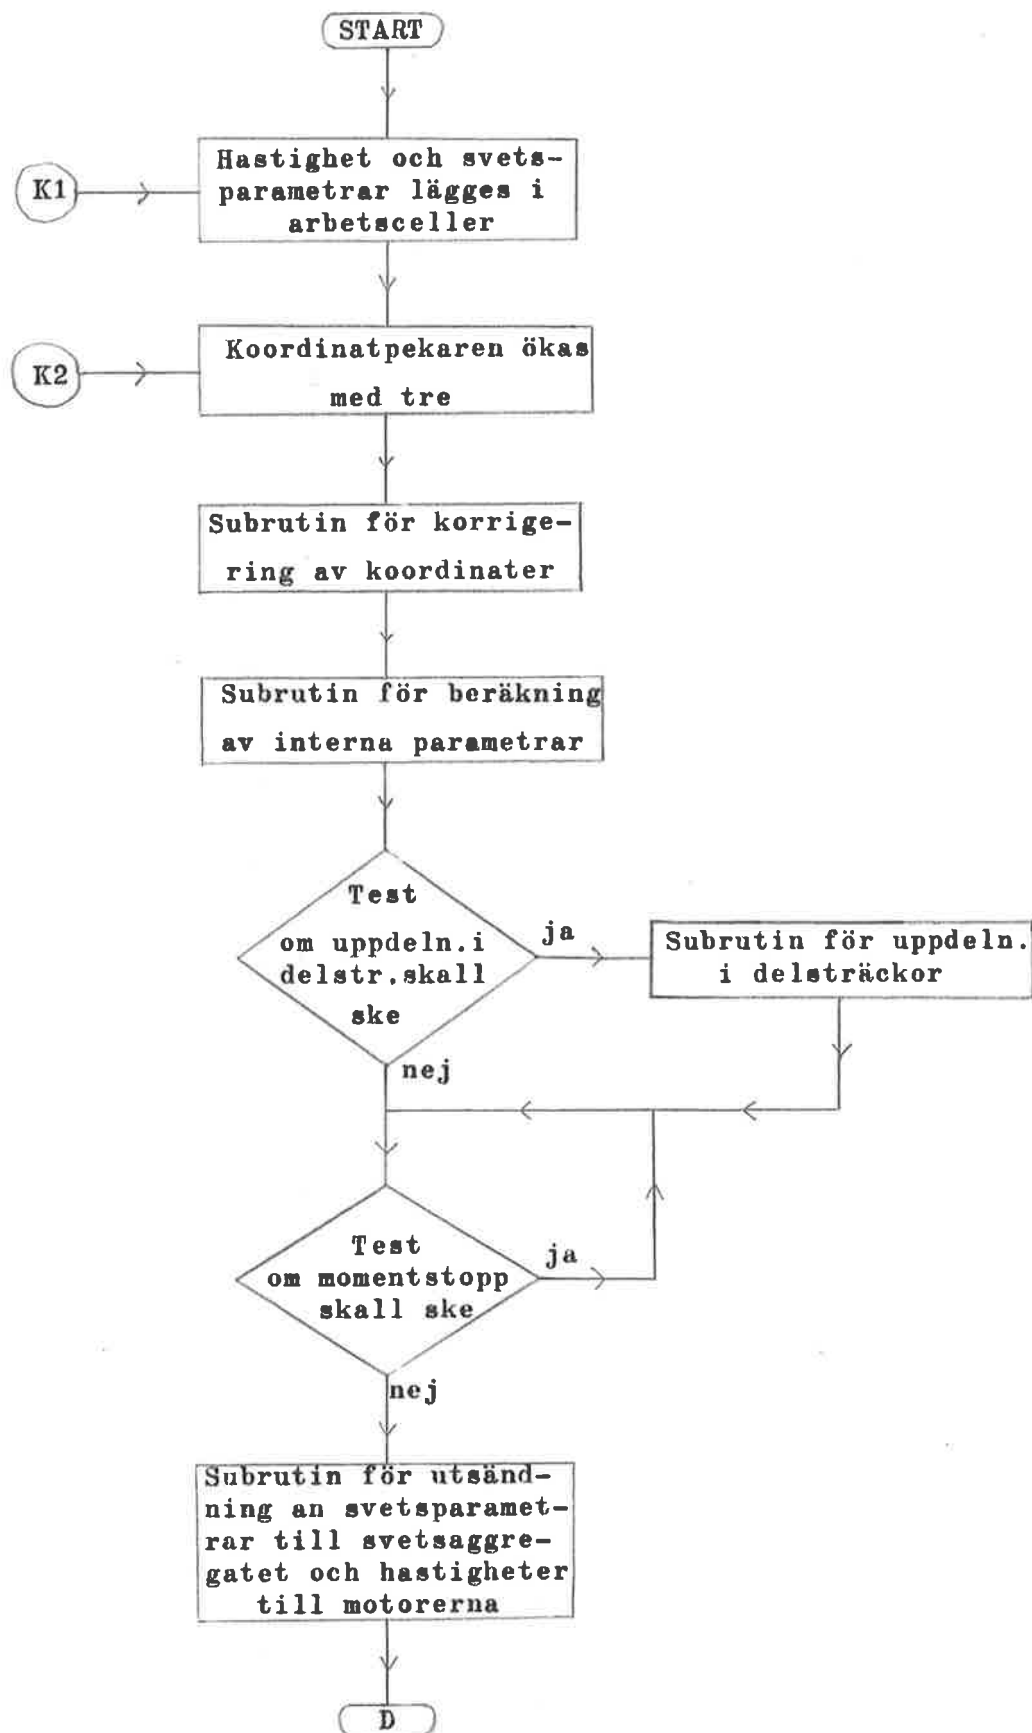 START
K1
Hastighet och svets-
parametrar lägges i
arbetsceller
K2
Koordinatpekaren ökas
med tre
Subrutin för korrige-
ring av koordinater
Subrutin för beräkning
av interna parametrar
Test
om uppdeln. i
delstr. skall
ske
ja
Subrutin för uppdeln.
i delsträckor
nej
Test
om momentstopp
skall ske
ja
nej
Subrutin för utsänd-
ning an svetsparamet-
rar till svetsaggre-
gatet och hastigheter
till motorerna
D